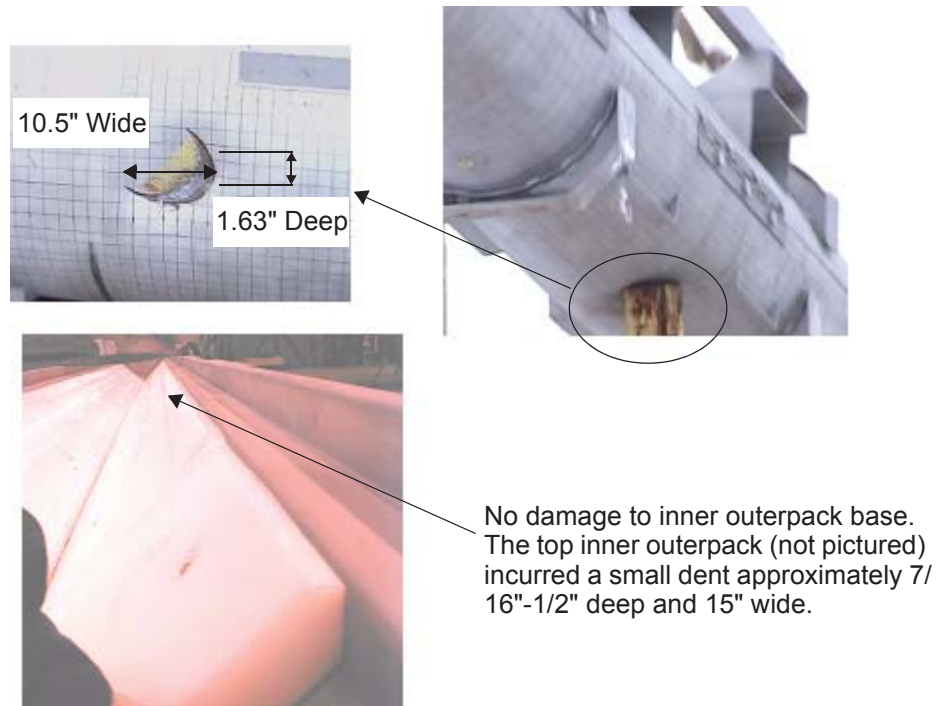 10.5" Wide
1.63" Deep
No damage to inner outerpack base.
The top inner outerpack (not pictured)
incurred a small dent approximately 7/
16"-1/2" deep and 15" wide.